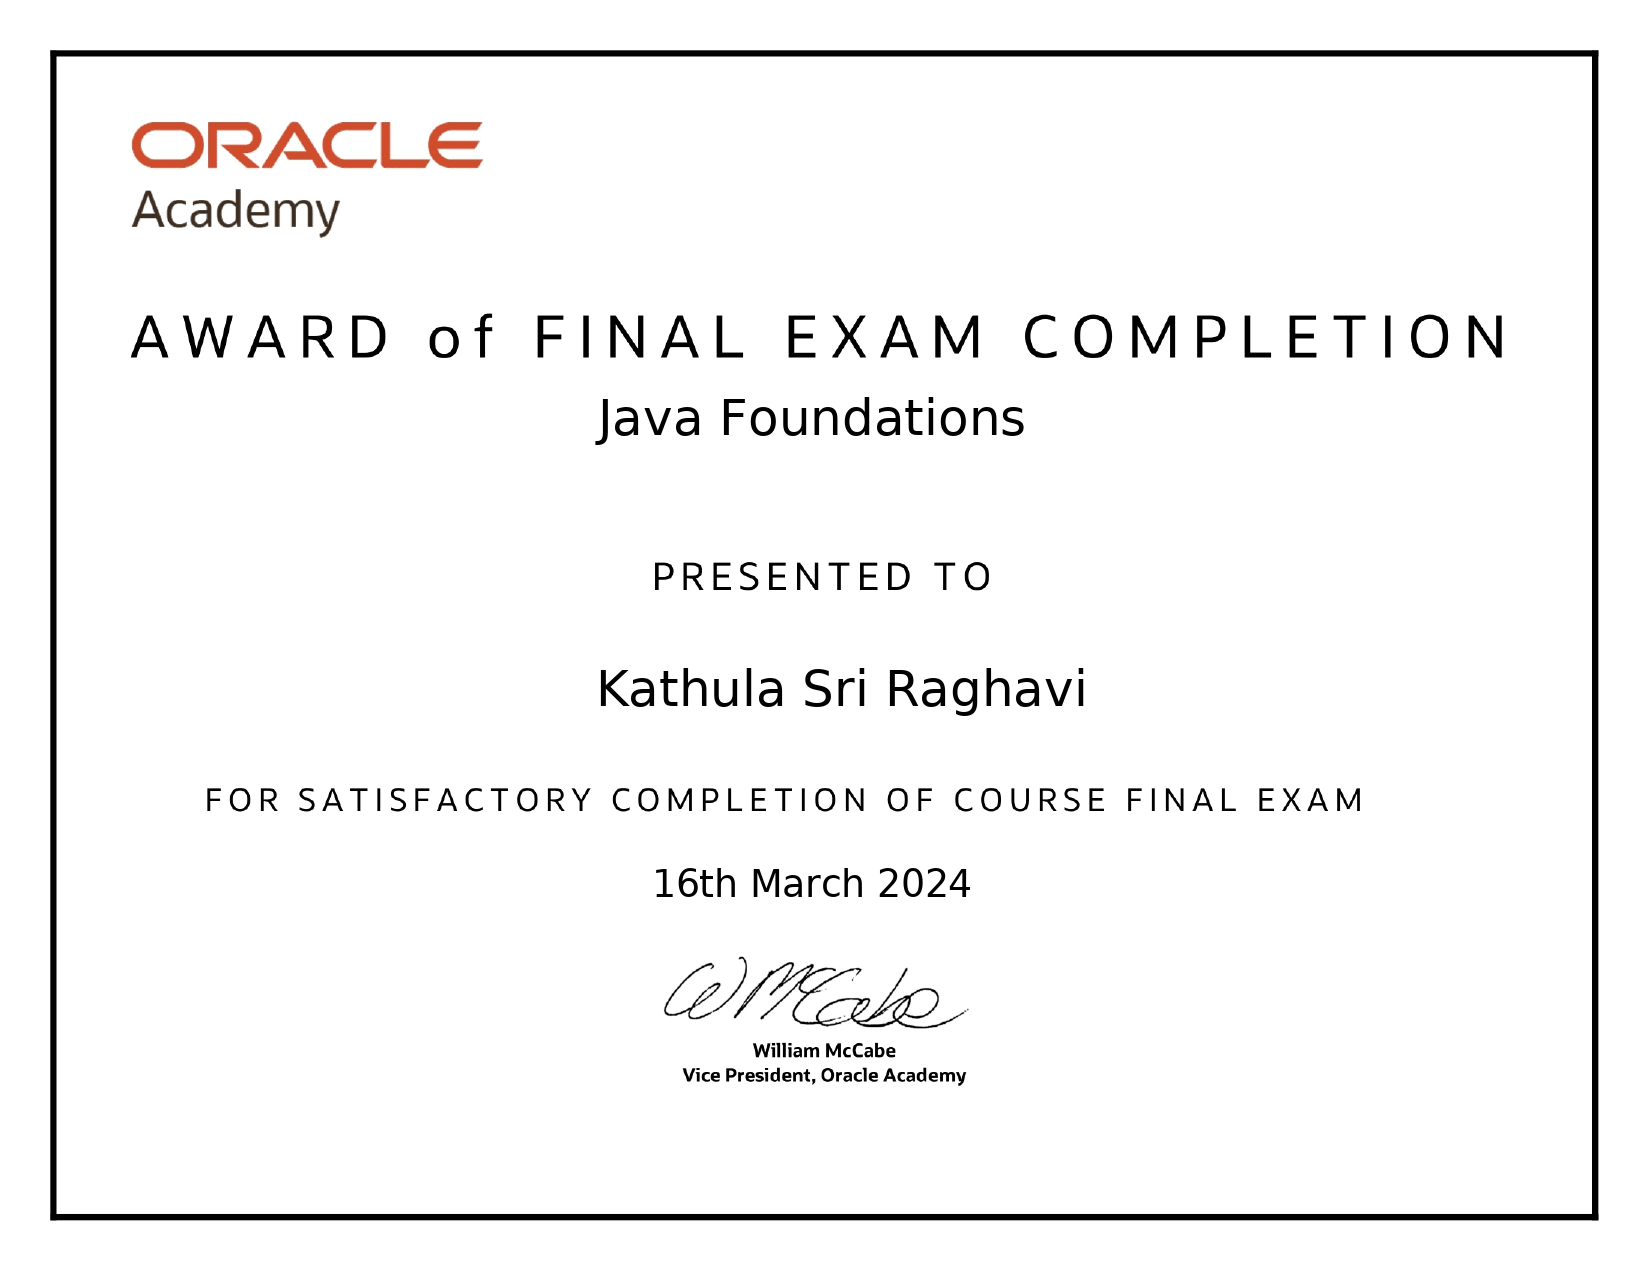 ORACLE
Academy
AWARD of FINAL EXAM COMPLETION
Java Foundations
PRESENTED TO
Kathula Sri Raghavi
FOR SATISFACTORY COMPLETION OF COURSE FINAL EXAM
16th March 2024
W McCabe
William McCabe
Vice President, Oracle Academy